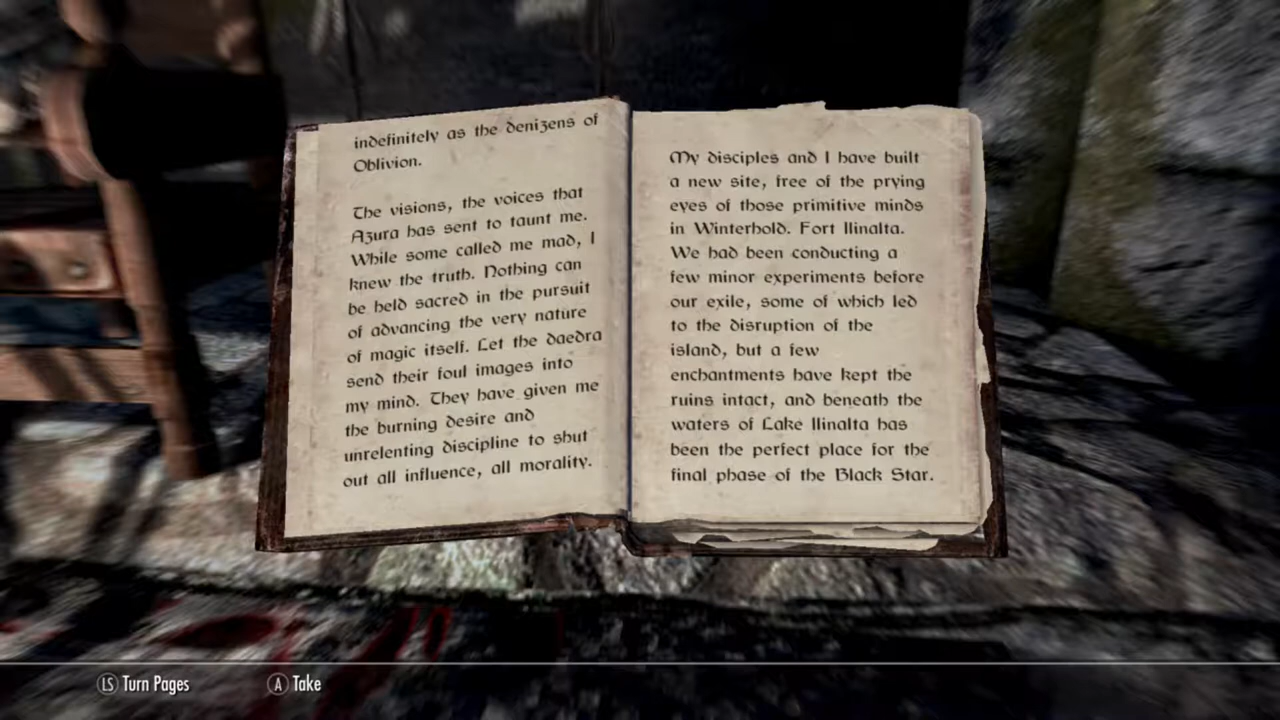 indefinitely as the denizens of
Oblivion.
The visions, the voices that
Azura has sent to taunt me.
While some called me mad, I
knew the truth. Nothing can
be held sacred in the pursuit
of advancing the very nature
of magic itself. Let the daedra
send their foul images into
my mind. They have given me
the burning desire and
unrelenting discipline to shut
out all influence, all morality.
My disciples and I have built
a new site, free of the prying
eyes of those primitive minds
in Winterhold. Fort Ilinalta.
We had been conducting a
few minor experiments before
our exile, some of which led
to the disruption of the
island, but a few
enchantments have kept the
ruins intact, and beneath the
waters of Lake Ilinalta has
been the perfect place for the
final phase of the Black Star.
LS Turn Pages
A Take